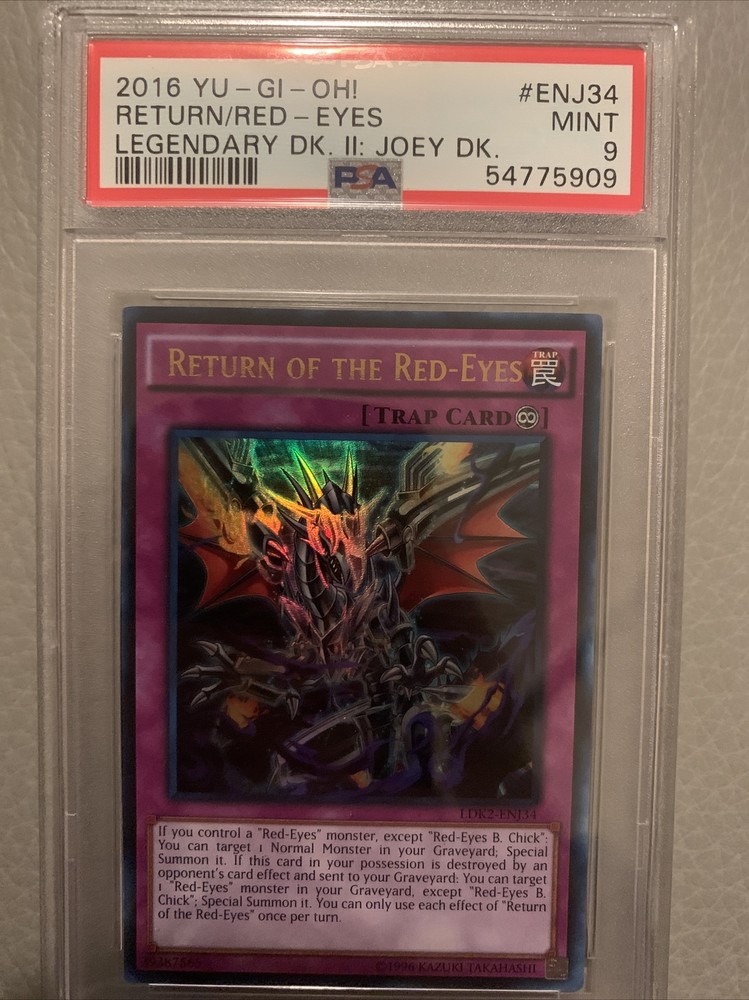 2016 YU-GI-OH! #ENJ34
RETURN/RED-EYES MINT
LEGENDARY DK. II: JOEY DK. 9
PSA 54775909
RETURN OF THE RED-EYES TRAP 罠
[TRAP CARD∞]
LDK2-ENJ34
If you control a "Red-Eyes" monster, except "Red-Eyes B. Chick":
You can target 1 Normal Monster in your Graveyard; Special
Summon it. If this card in your possession is destroyed by an
opponent's card effect and sent to your Graveyard: You can target
1 "Red-Eyes" monster in your Graveyard, except "Red-Eyes B.
Chick"; Special Summon it. You can only use each effect of "Return
of the Red-Eyes" once per turn.
©1996 KAZUKI TAKAHASHI